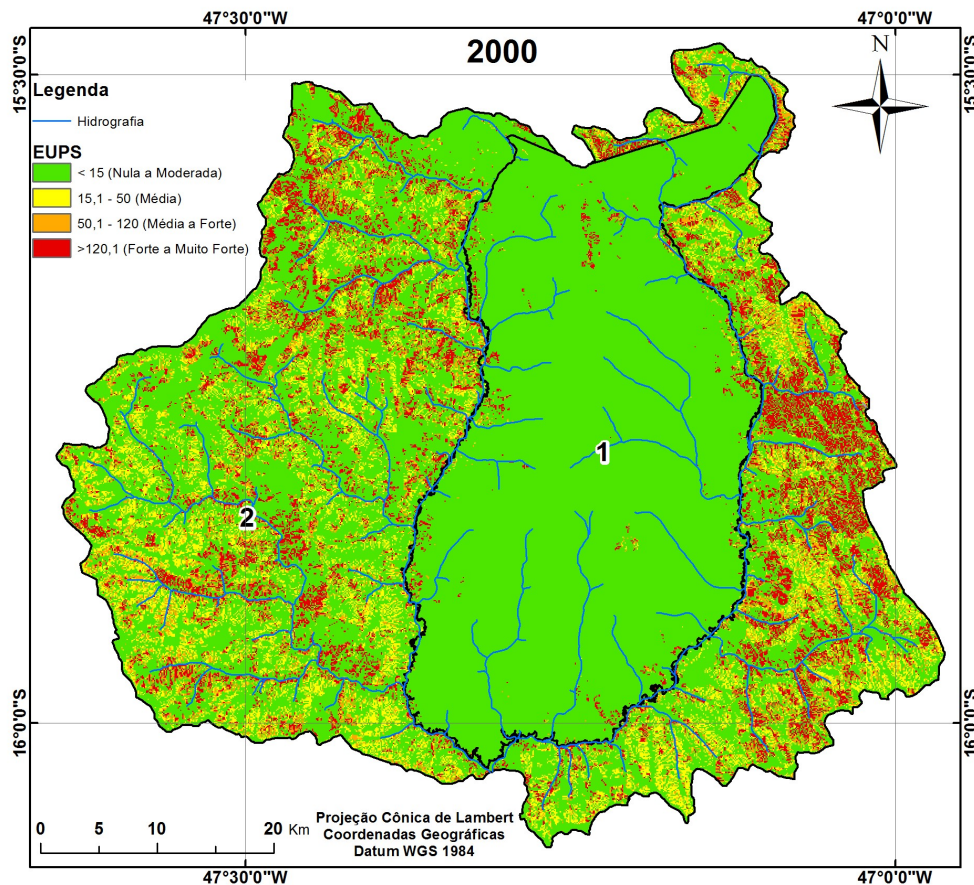 47°30'0"W
47°0'0"W
2000
N
15°30'0"S
15°30'0"S
Legenda
Hidrografia
EUPS
< 15 (Nula a Moderada)
15,1 - 50 (Média)
50,1 - 120 (Média a Forte)
>120,1 (Forte a Muito Forte)
1
2
16°0'0"S
16°0'0"S
0 5 10 20 Km
Projeção Cônica de Lambert
Coordenadas Geográficas
Datum WGS 1984
47°30'0"W
47°0'0"W